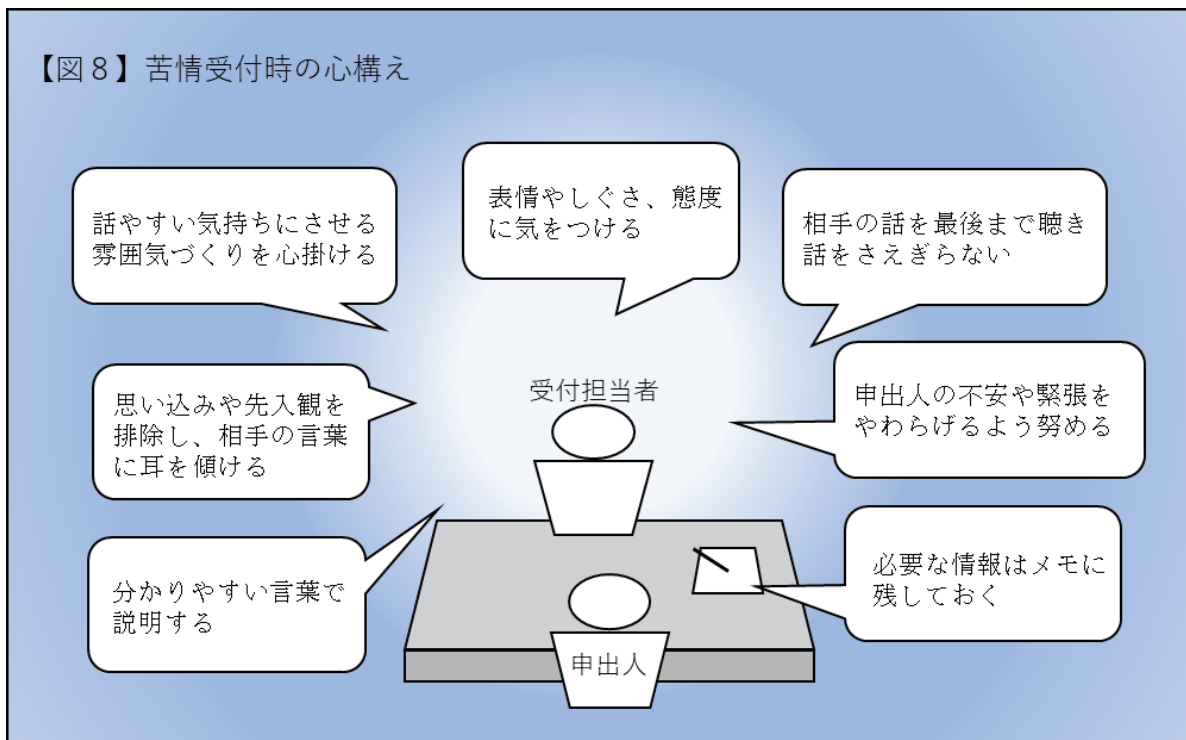 【図８】苦情受付時の心構え
話やすい気持ちにさせる
雰囲気づくりを心掛ける
表情やしぐさ、態度
に気をつける
相手の話を最後まで聴き
話をさえぎらない
思い込みや先入観を
排除し、相手の言葉
に耳を傾ける
受付担当者
申出人の不安や緊張を
やわらげるよう努める
分かりやすい言葉で
説明する
必要な情報はメモに
残しておく
申出人